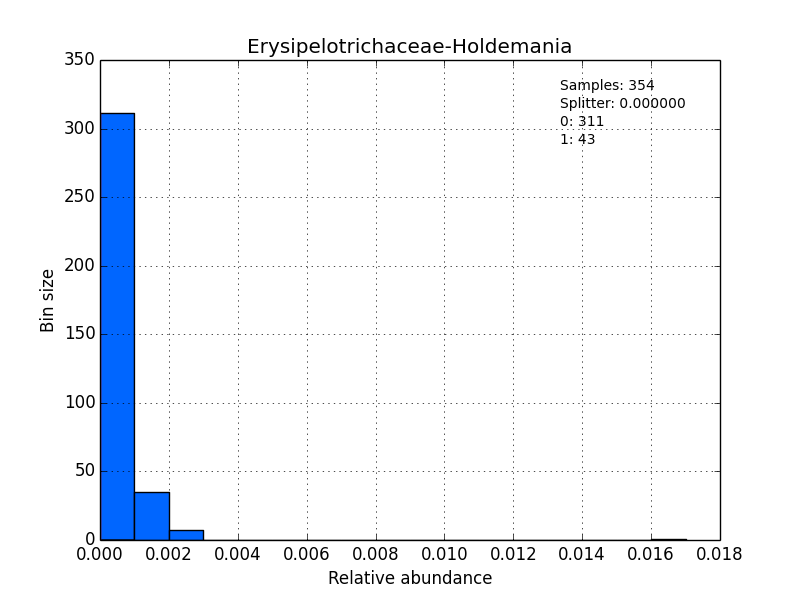 Erysipelotrichaceae-Holdemania
350
300
250
200
150
100
50
0
Bin size
Samples: 354
Splitter: 0.000000
0: 311
1: 43
0.000 0.002 0.004 0.006 0.008 0.010 0.012 0.014 0.016 0.018
Relative abundance